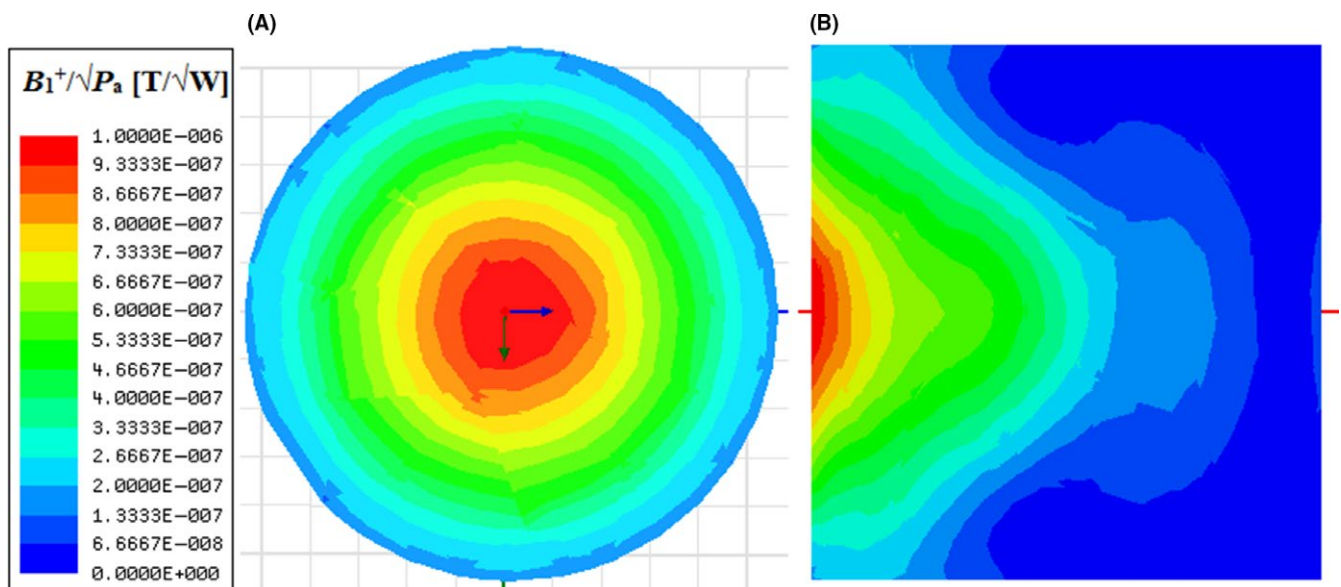 (A)
(B)
B₁⁺/√Pₐ [T/√W]
1.0000E-006
9.3333E-007
8.6667E-007
8.0000E-007
7.3333E-007
6.6667E-007
6.0000E-007
5.3333E-007
4.6667E-007
4.0000E-007
3.3333E-007
2.6667E-007
2.0000E-007
1.3333E-007
6.6667E-008
0.0000E+000